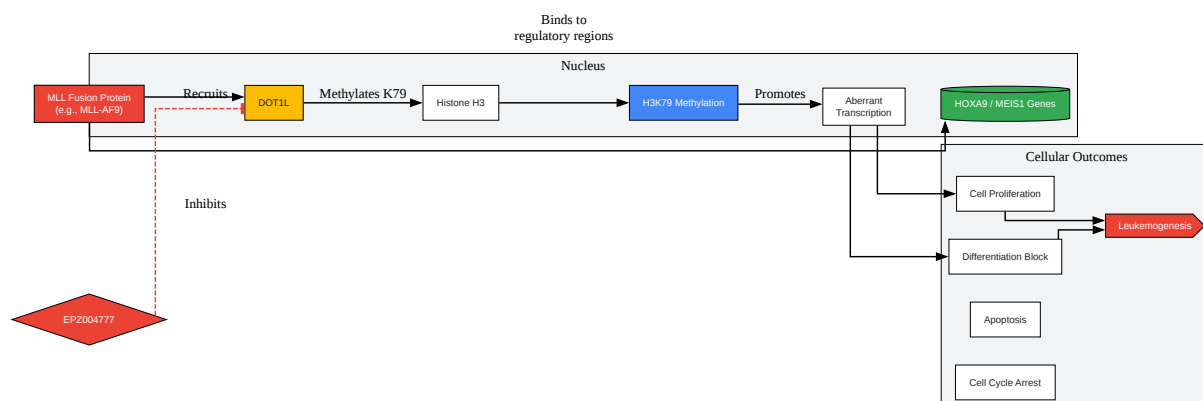 Binds to
regulatory regions
Nucleus
MLL Fusion Protein
(e.g., MLL-AF9)
Recruits
DOT1L
Methylates K79
Histone H3
H3K79 Methylation
Promotes
Aberrant
Transcription
HOXA9 / MEIS1 Genes
Cellular Outcomes
Cell Proliferation
Inhibits
Leukemogenesis
Differentiation Block
EPZ004777
Apoptosis
Cell Cycle Arrest